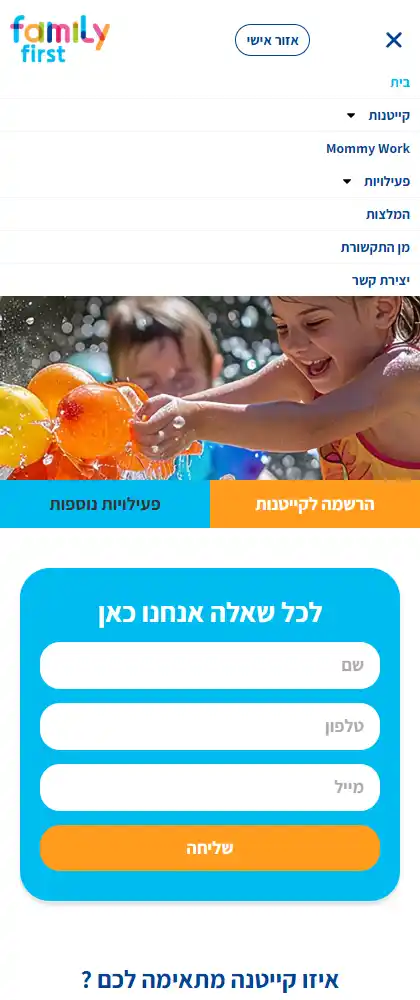 family
first
אזור אישי
בית
קייטנות
Mommy Work
פעילויות
המלצות
מן התקשורת
יצירת קשר
הרשמה לקייטנות
פעילויות נוספות
לכל שאלה אנחנו כאן
שם
טלפון
מייל
שליחה
איזו קייטנה מתאימה לכם ?